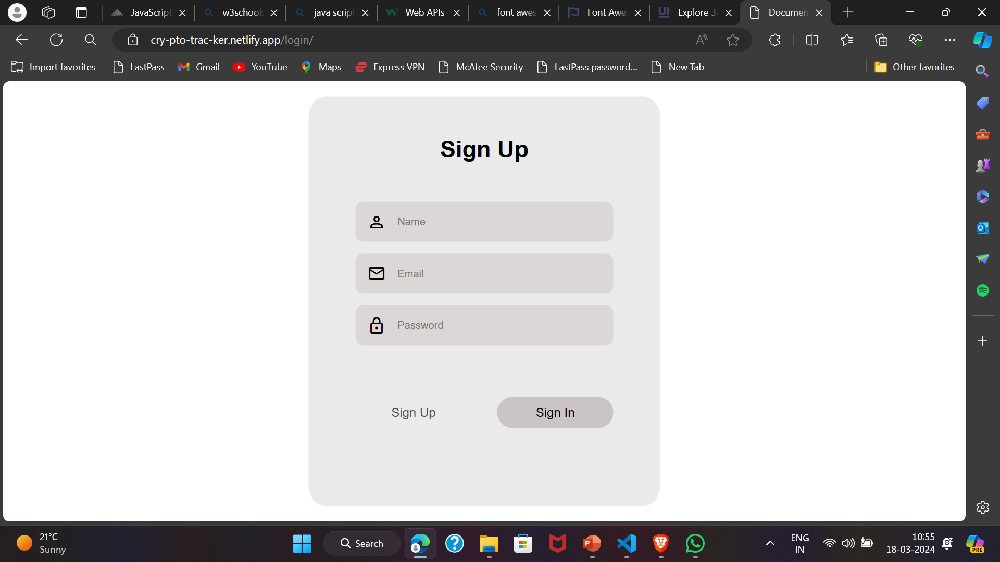 JavaScript
w3schools
java script
Web APIs
font awes
Font Awe
Explore 3
Documen
cry-pto-trac-ker.netlify.app/login/
Import favorites
LastPass
Gmail
YouTube
Maps
Express VPN
McAfee Security
LastPass password...
New Tab
Other favorites
Sign Up
Name
Email
Password
Sign Up
Sign In
21°C
Sunny
Search
ENG
IN
10:55
18-03-2024
PRE